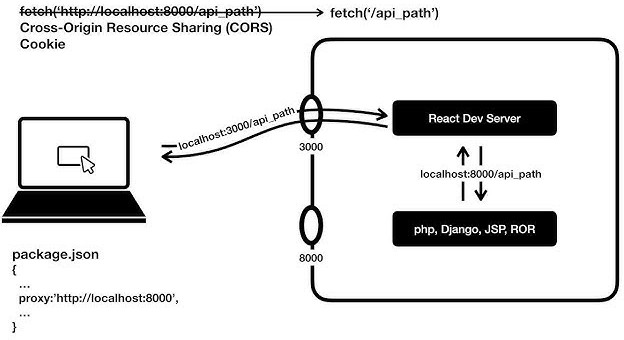 fetch(‘http://localhost:8000/api_path’)
fetch(‘/api_path’)
Cross-Origin Resource Sharing (CORS)
Cookie
localhost:3000/api_path
3000
React Dev Server
localhost:8000/api_path
8000
php, Django, JSP, ROR
package.json
{
...
proxy:’http://localhost:8000’,
...
}